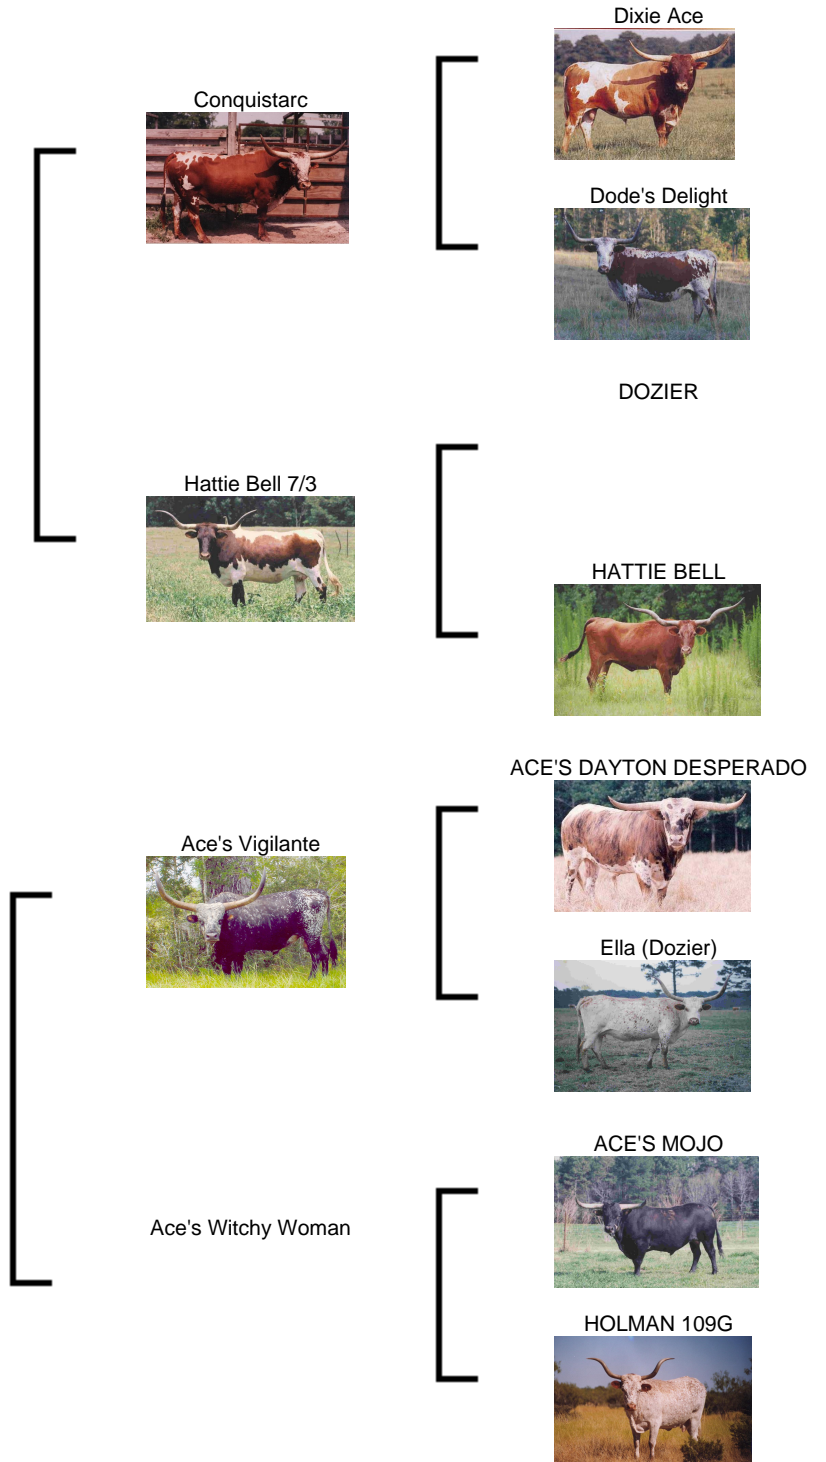 Dixie Ace
Conquistarc
Dode's Delight
DOZIER
Hattie Bell 7/3
HATTIE BELL
ACE'S DAYTON DESPERADO
Ace's Vigilante
Ella (Dozier)
ACE'S MOJO
Ace's Witchy Woman
HOLMAN 109G